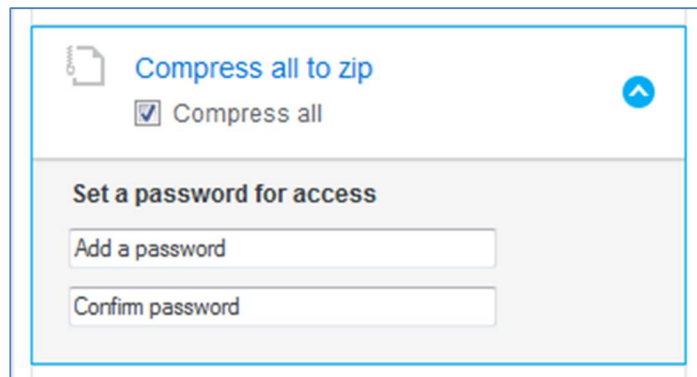 Compress all to zip
Compress all
Set a password for access
Add a password
Confirm password